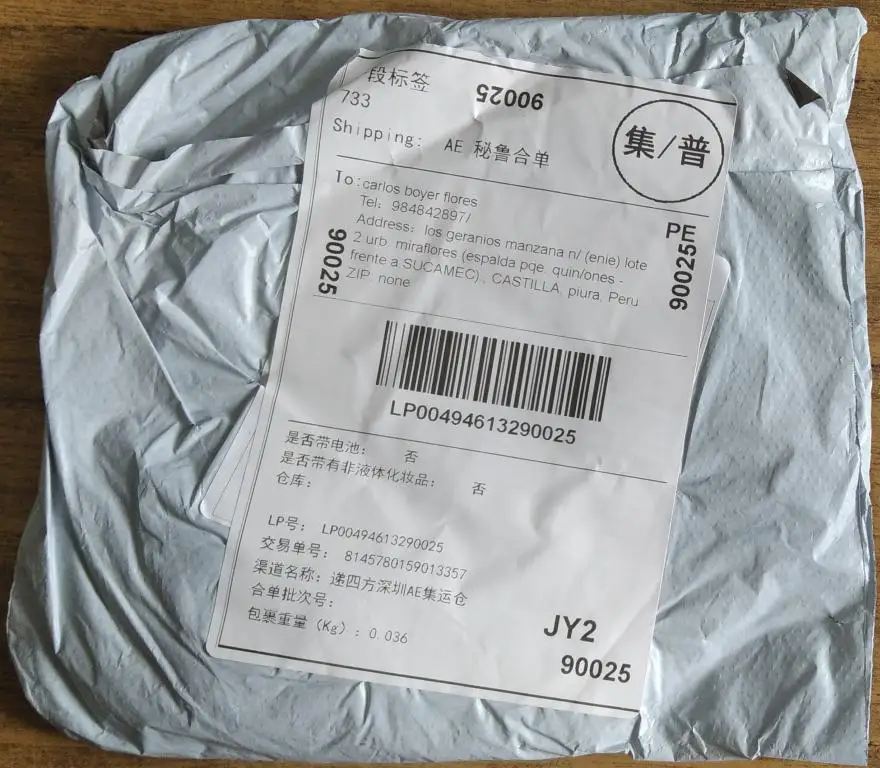 段标签
90025
733
集/普
Shipping: AE 秘鲁合单
To:carlos boyer flores
Tel: 984842897/
Address: los geranios manzana n/ (enie) lote
2 urb miraflores (espalda pqe quin/ones -
frente a SUCAMEC), CASTILLA, piura, Peru
ZIP: none
PE
90025
90025
LP00494613290025
是否带电池: 否
是否带有非液体化妆品: 否
仓库:
LP号: LP00494613290025
交易单号: 8145780159013357
渠道名称: 递四方深圳AE集运仓
合单批次号:
包裹重量 (Kg): 0.036
JY2
90025